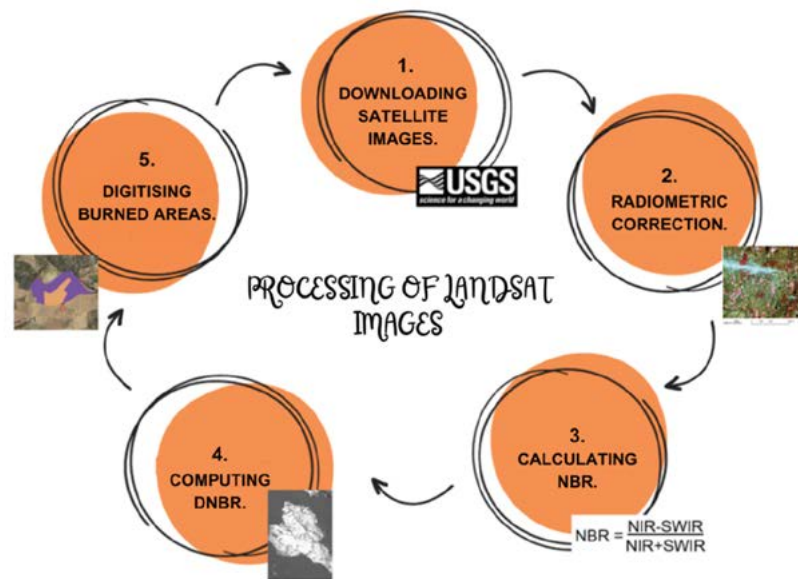 1.
DOWNLOADING
SATELLITE
IMAGES.
USGS
science for a changing world
2.
RADIOMETRIC
CORRECTION.
3.
CALCULATING
NBR.
NBR = NIR-SWIR
NIR+SWIR
4.
COMPUTING
DNBR.
5.
DIGITISING
BURNED AREAS.
PROCESSING OF LANDSAT
IMAGES